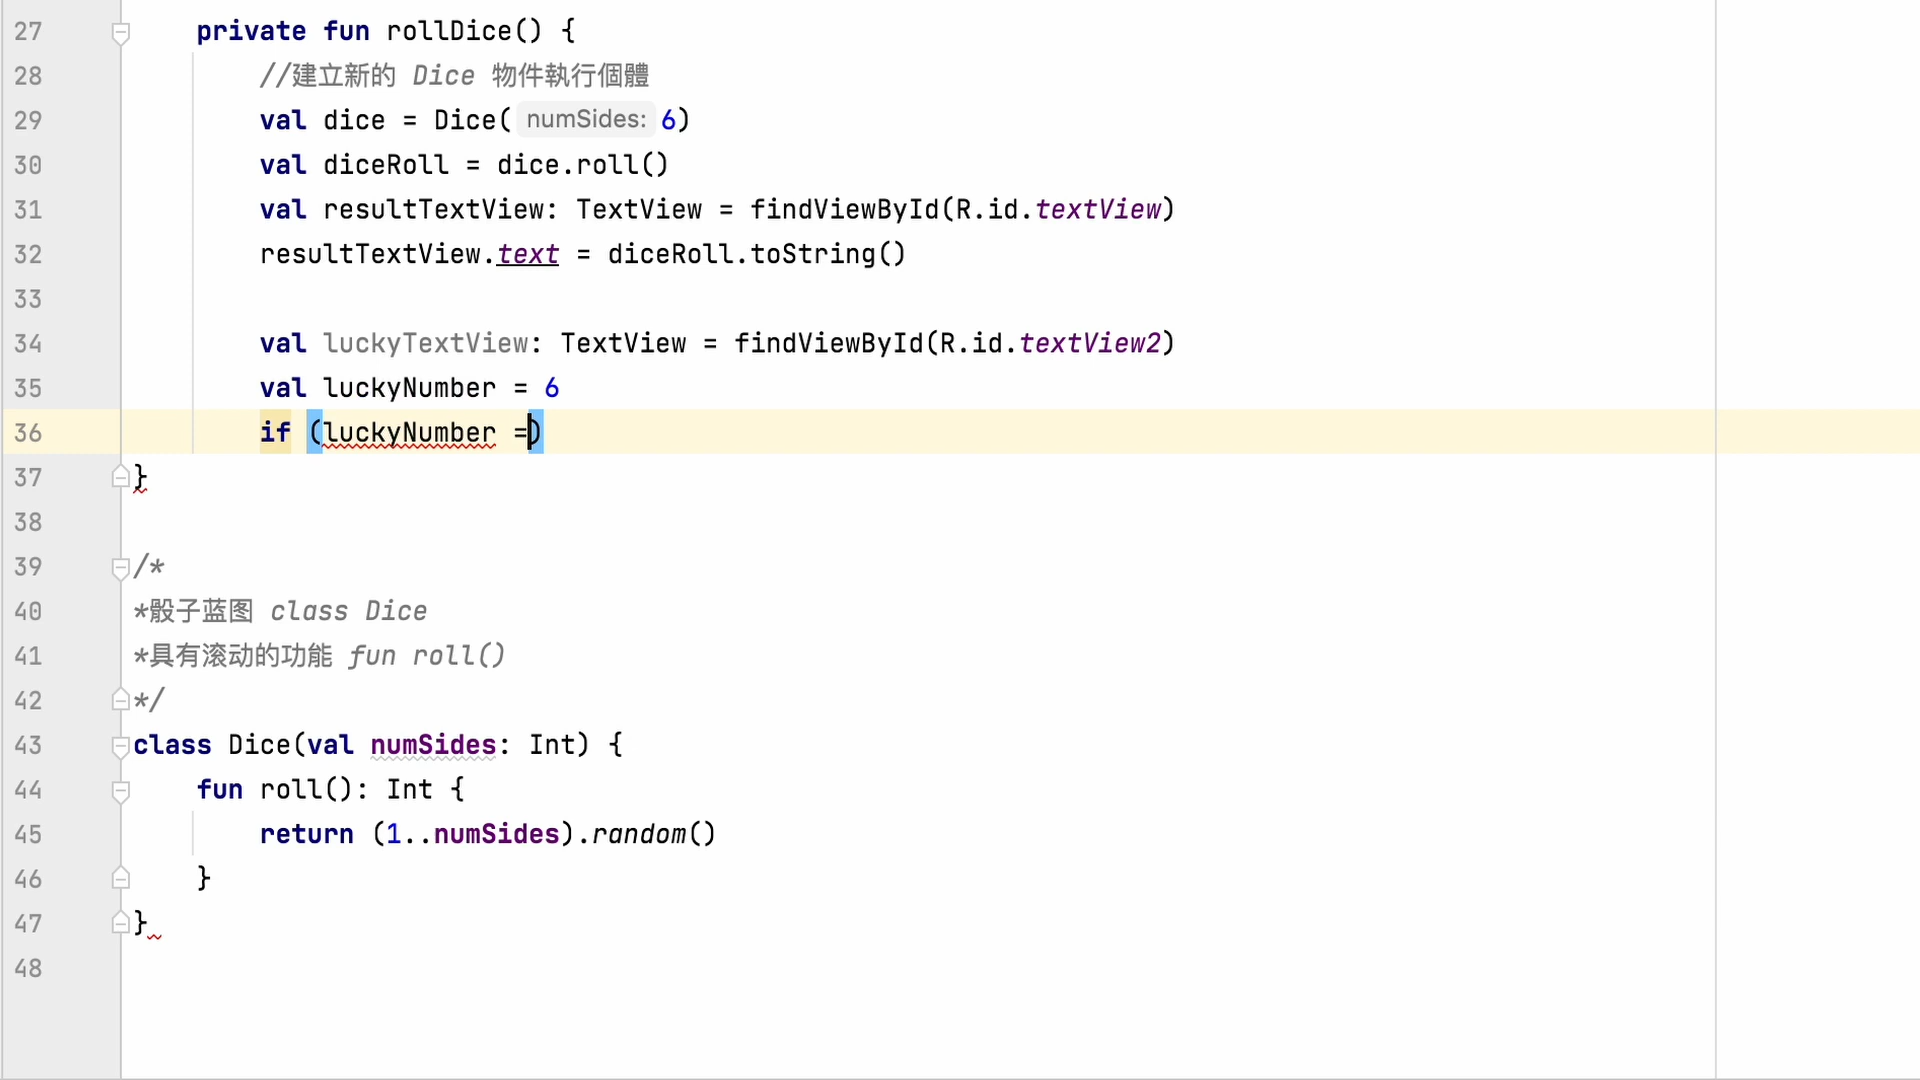 27 private fun rollDice() {
28 //建立新的 Dice 物件執行個體
29 val dice = Dice( numSides: 6)
30 val diceRoll = dice.roll()
31 val resultTextView: TextView = findViewById(R.id.textView)
32 resultTextView.text = diceRoll.toString()
33
34 val luckyTextView: TextView = findViewById(R.id.textView2)
35 val luckyNumber = 6
36 if (luckyNumber =)
37 }
38
39 /*
40 *骰子蓝图 class Dice
41 *具有滚动的功能 fun roll()
42 */
43 class Dice(val numSides: Int) {
44 fun roll(): Int {
45 return (1..numSides).random()
46 }
47 }
48